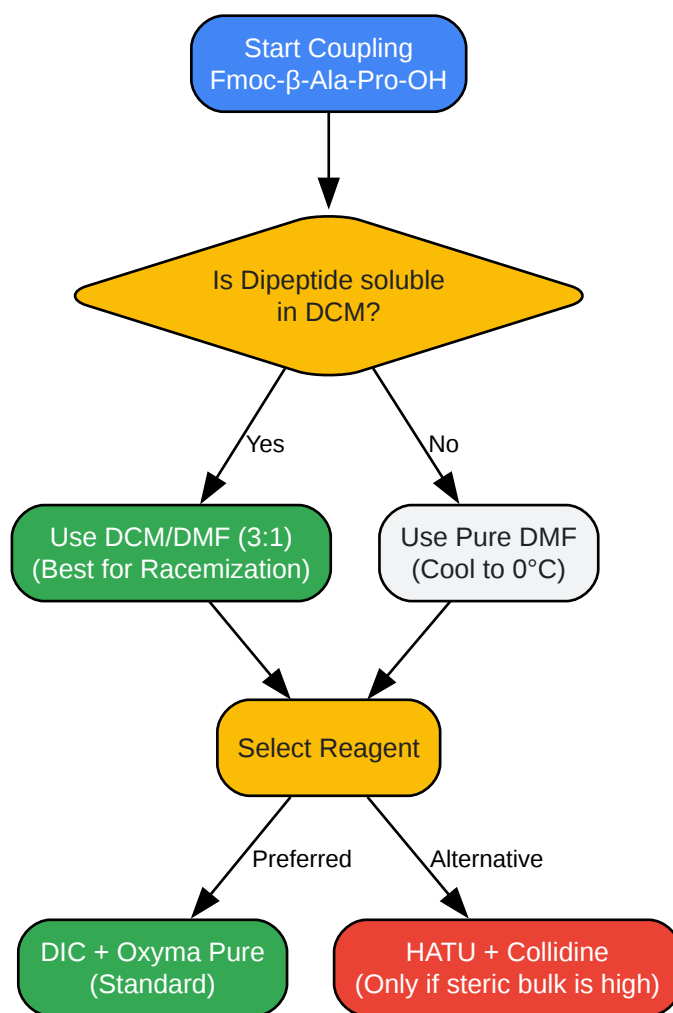 Start Coupling
Fmoc-β-Ala-Pro-OH
Is Dipeptide soluble
in DCM?
Yes
No
Use DCM/DMF (3:1)
(Best for Racemization)
Use Pure DMF
(Cool to 0°C)
Select Reagent
Preferred
Alternative
DIC + Oxyma Pure
(Standard)
HATU + Collidine
(Only if steric bulk is high)